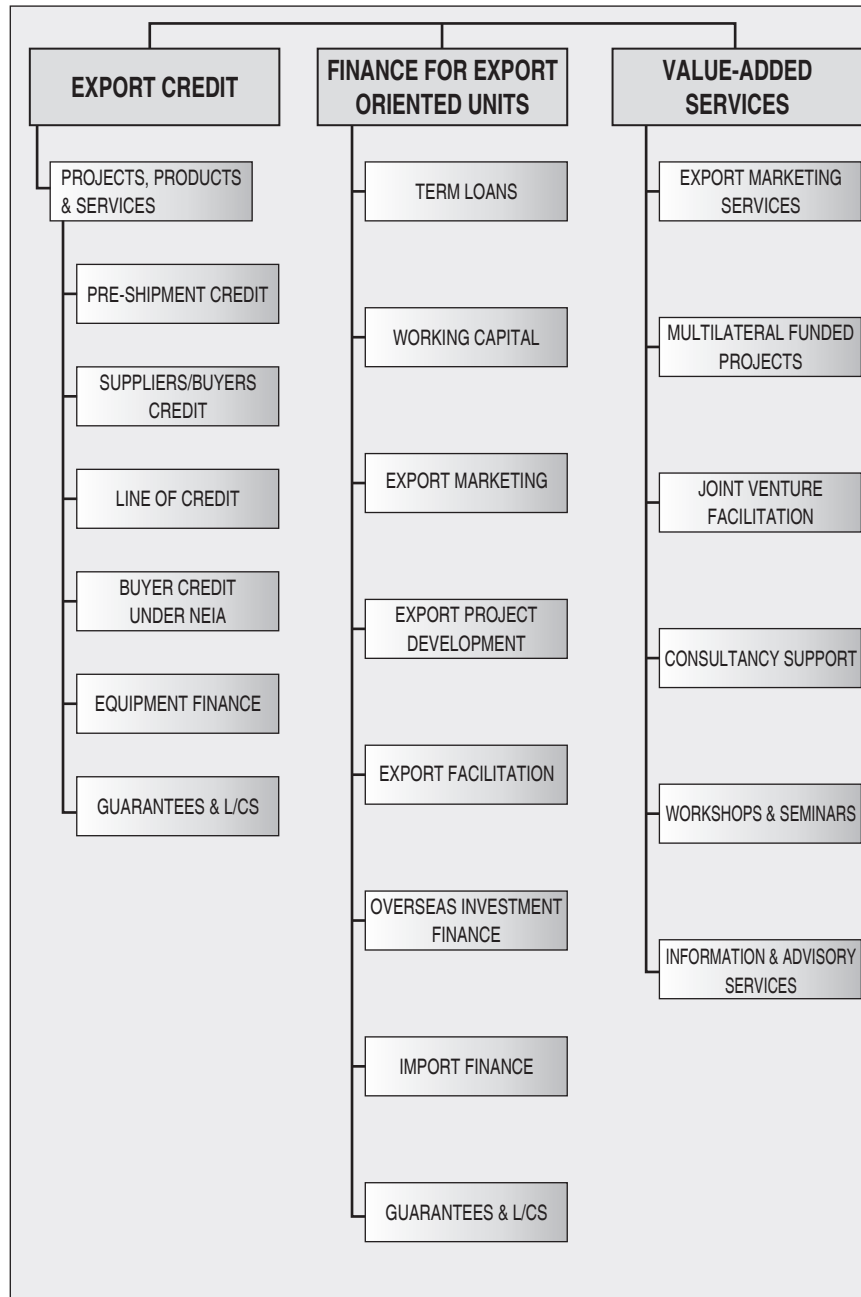 EXPORT CREDIT
PROJECTS, PRODUCTS
& SERVICES
PRE-SHIPMENT CREDIT
SUPPLIERS/BUYERS
CREDIT
LINE OF CREDIT
BUYER CREDIT
UNDER NEIA
EQUIPMENT FINANCE
GUARANTEES & L/CS
FINANCE FOR EXPORT
ORIENTED UNITS
TERM LOANS
WORKING CAPITAL
EXPORT MARKETING
EXPORT PROJECT
DEVELOPMENT
EXPORT FACILITATION
OVERSEAS INVESTMENT
FINANCE
IMPORT FINANCE
GUARANTEES & L/CS
VALUE-ADDED
SERVICES
EXPORT MARKETING
SERVICES
MULTILATERAL FUNDED
PROJECTS
JOINT VENTURE
FACILITATION
CONSULTANCY SUPPORT
WORKSHOPS & SEMINARS
INFORMATION & ADVISORY
SERVICES